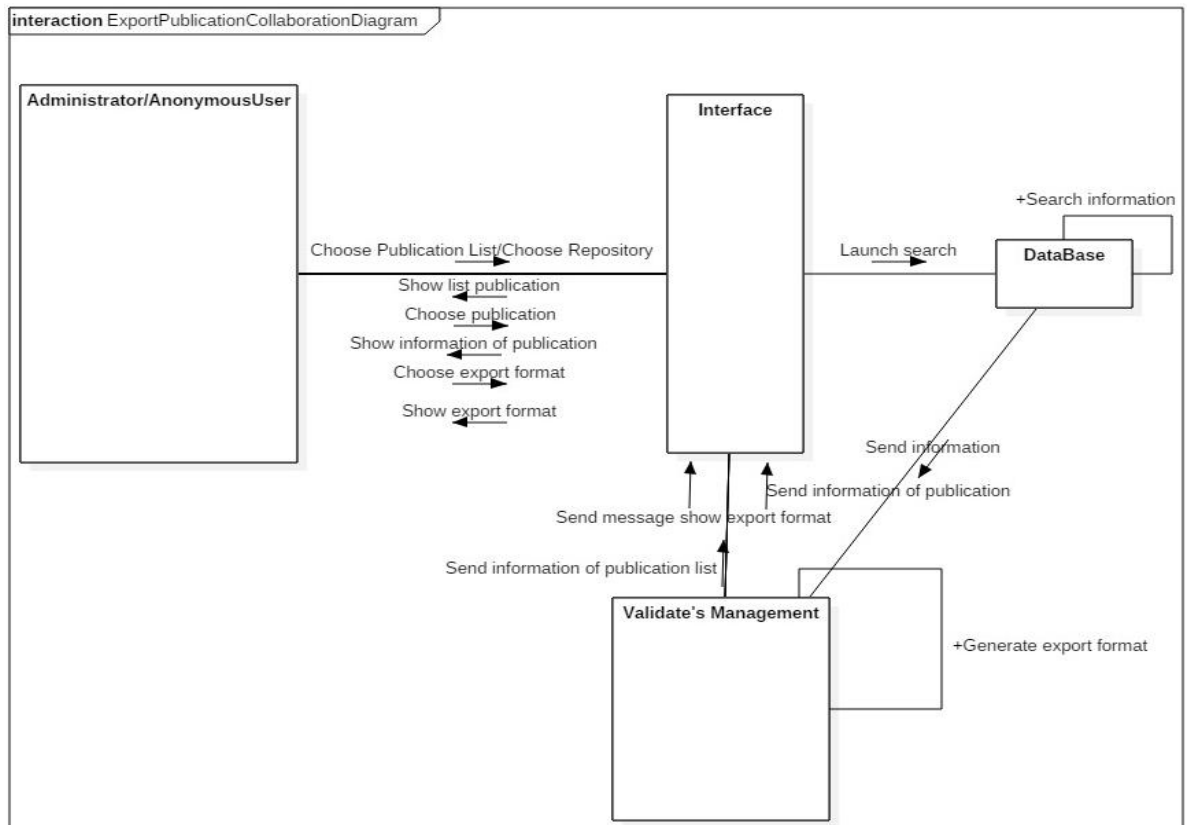 interaction ExportPublicationCollaborationDiagram
Administrator/AnonymousUser
Interface
+Search information
Choose Publication List/Choose Repository
Launch search
DataBase
Show list publication
Choose publication
Show information of publication
Choose export format
Show export format
Send information
Send information of publication
Send message show export format
Send information of publication list
Validate's Management
+Generate export format